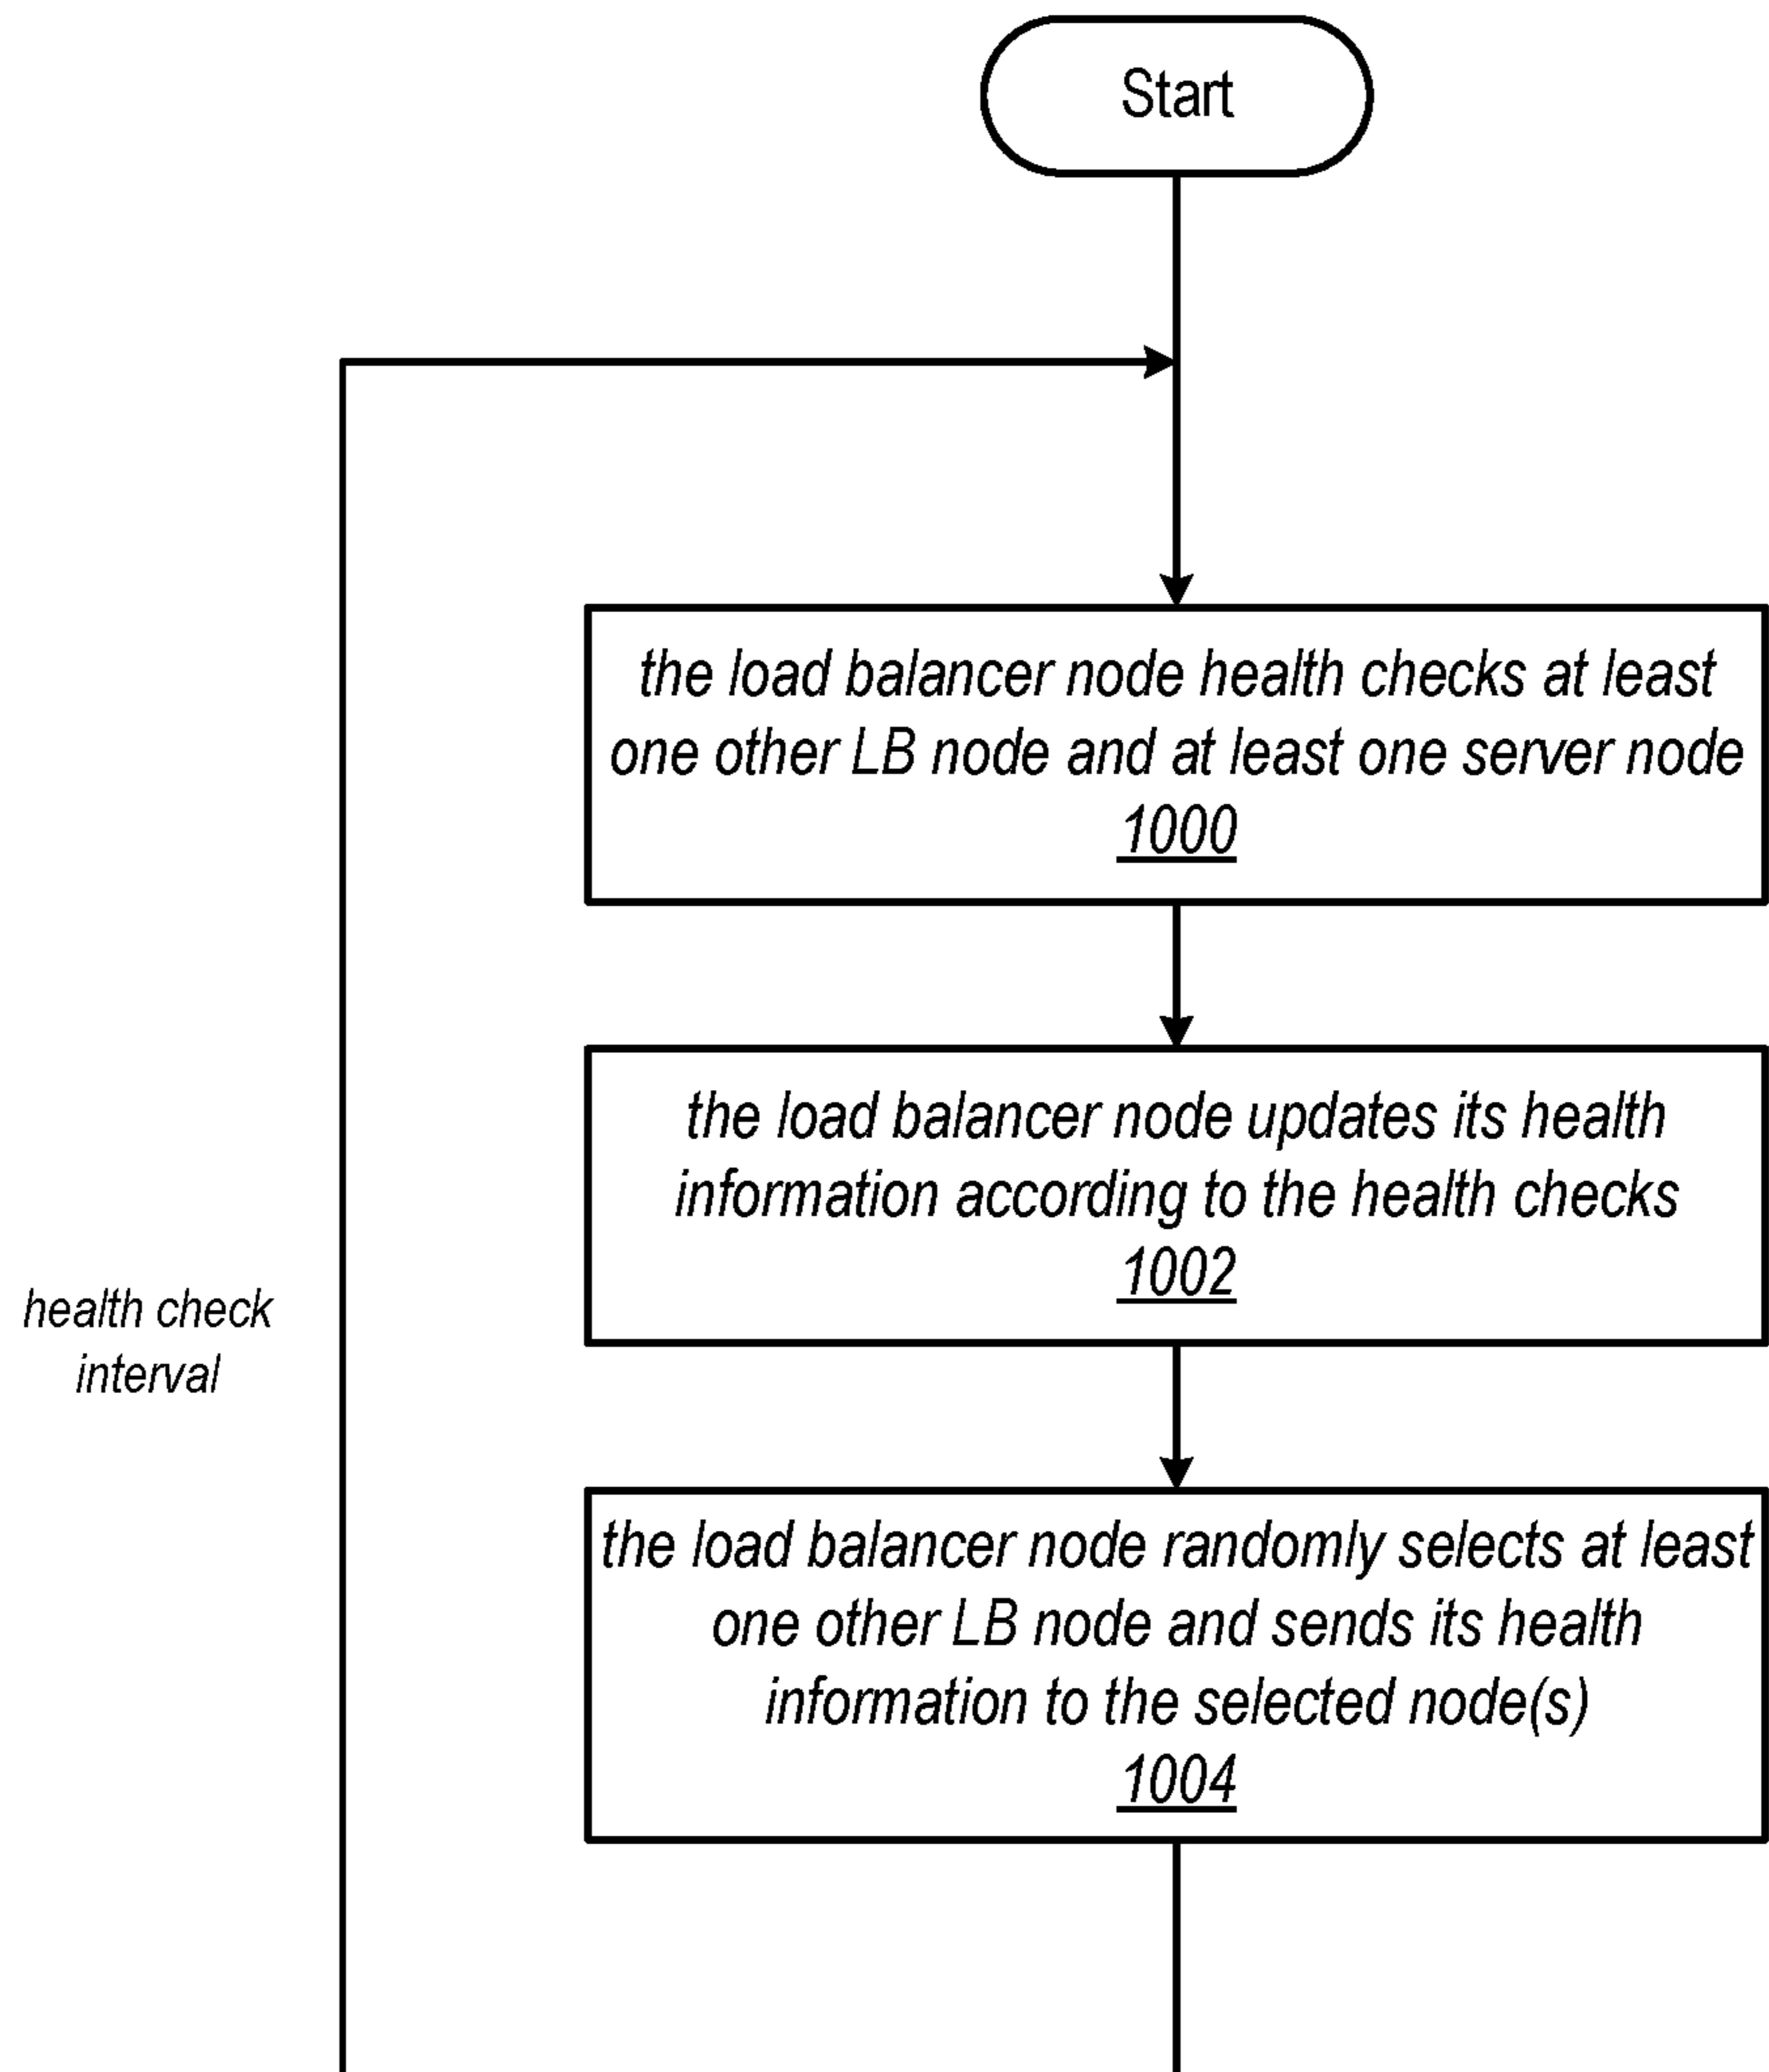 Start
the load balancer node health checks at least
one other LB node and at least one server node
1000
the load balancer node updates its health
information according to the health checks
1002
health check
interval
the load balancer node randomly selects at least
one other LB node and sends its health
information to the selected node(s)
1004